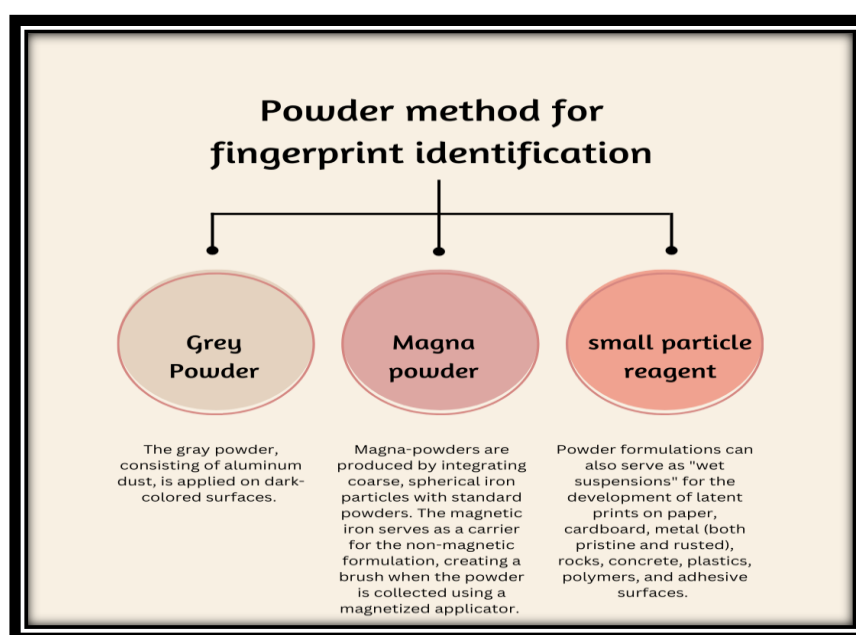 Powder method for
fingerprint identification
Grey
Powder
Magna
powder
small particle
reagent
The gray powder,
consisting of aluminum
dust, is applied on dark-
colored surfaces.
Magna-powders are
produced by integrating
coarse, spherical iron
particles with standard
powders. The magnetic
iron serves as a carrier
for the non-magnetic
formulation, creating a
brush when the powder
is collected using a
magnetized applicator.
Powder formulations can
also serve as "wet
suspensions" for the
development of latent
prints on paper,
cardboard, metal (both
pristine and rusted),
rocks, concrete, plastics,
polymers, and adhesive
surfaces.